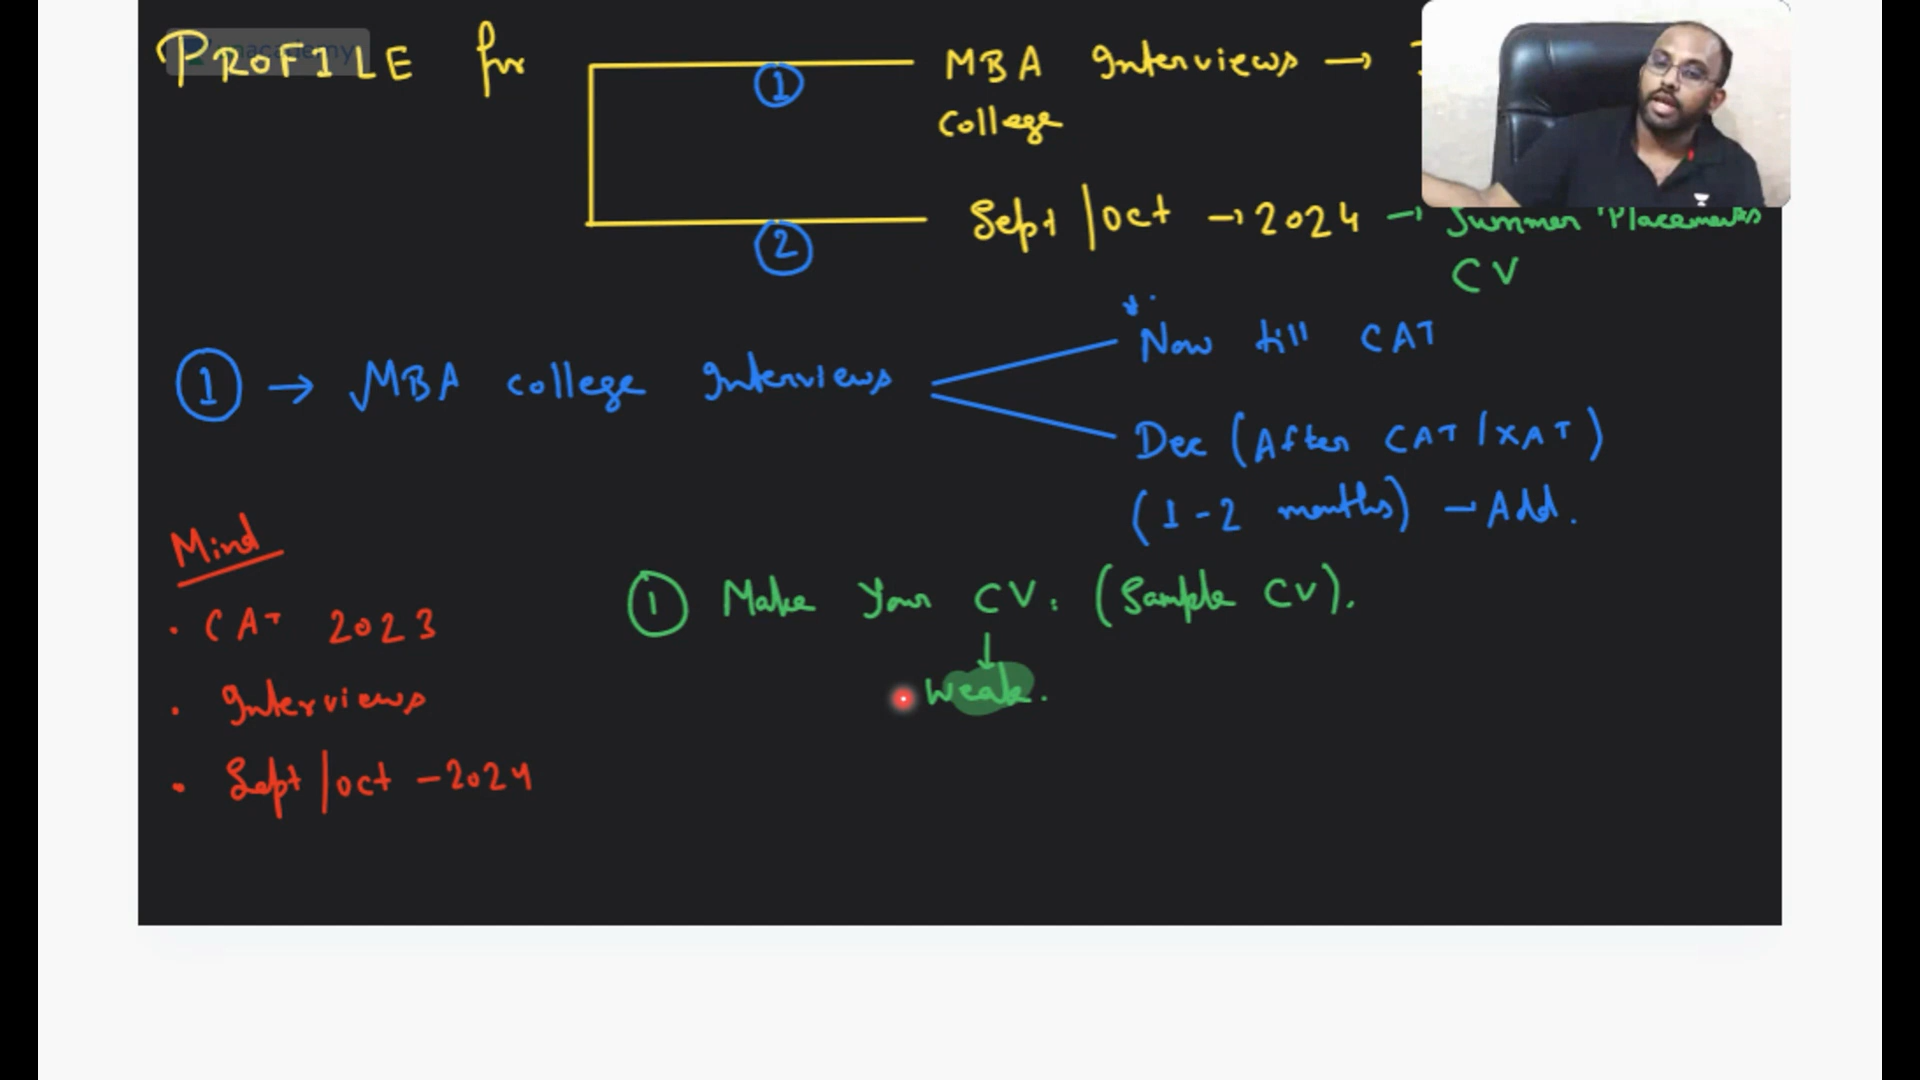 PROFILE for
① MBA Interviews →
College
② Sept/Oct → 2024 → Summer Placements
CV
① → MBA college Interviews
Now till CAT
Dec (After CAT/XAT)
(1-2 months) → Add.
Mind
• CAT 2023
• Interviews
• Sept/Oct - 2024
① Make Your CV: (Sample CV).
↓
Weak.